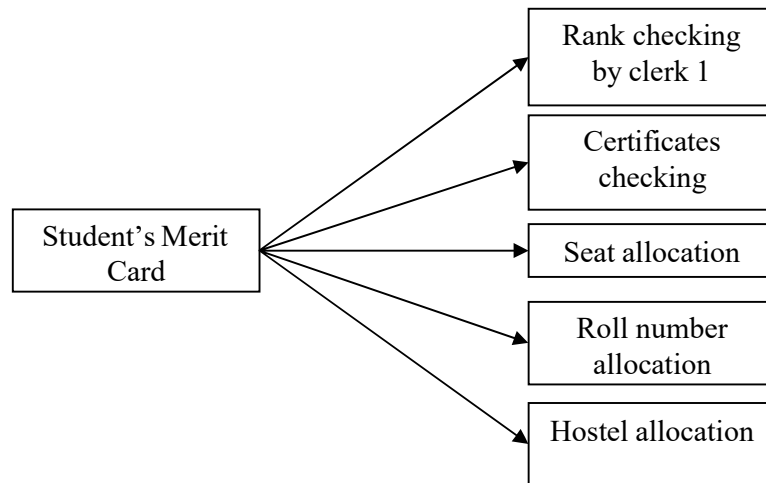 Rank checking
by clerk 1
Certificates
checking
Student’s Merit
Card
Seat allocation
Roll number
allocation
Hostel allocation